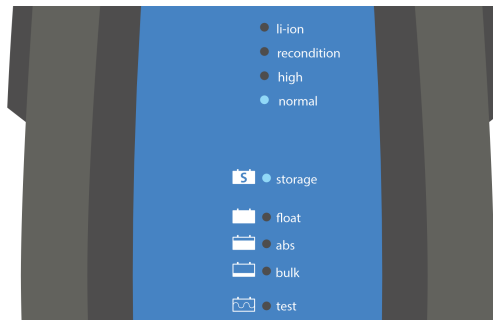 li-ion
recondition
high
normal
S storage
float
abs
bulk
test